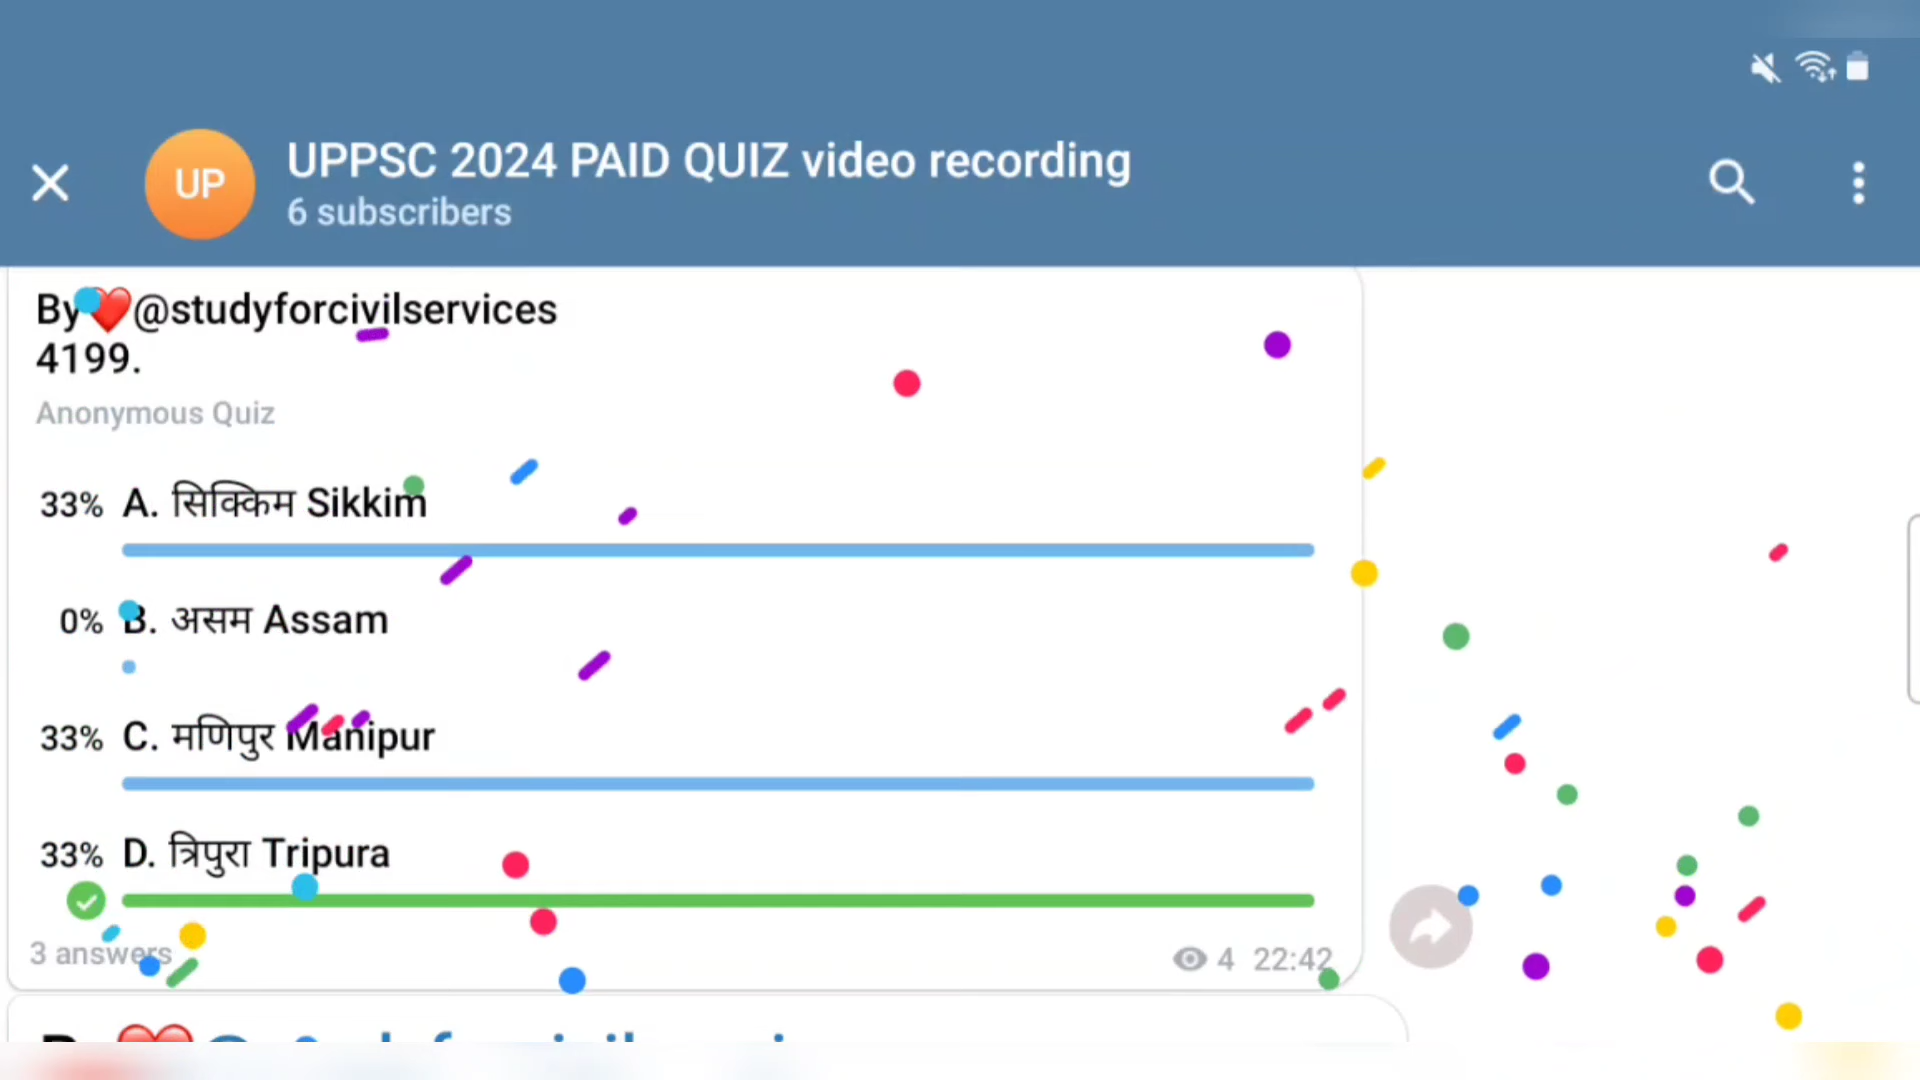 UP
UPPSC 2024 PAID QUIZ video recording
6 subscribers
By❤️@studyforcivilservices
4199.
Anonymous Quiz
33% A. सिक्किम Sikkim
0% B. असम Assam
33% C. मणिपुर Manipur
33% D. त्रिपुरा Tripura
3 answers
4 22:42